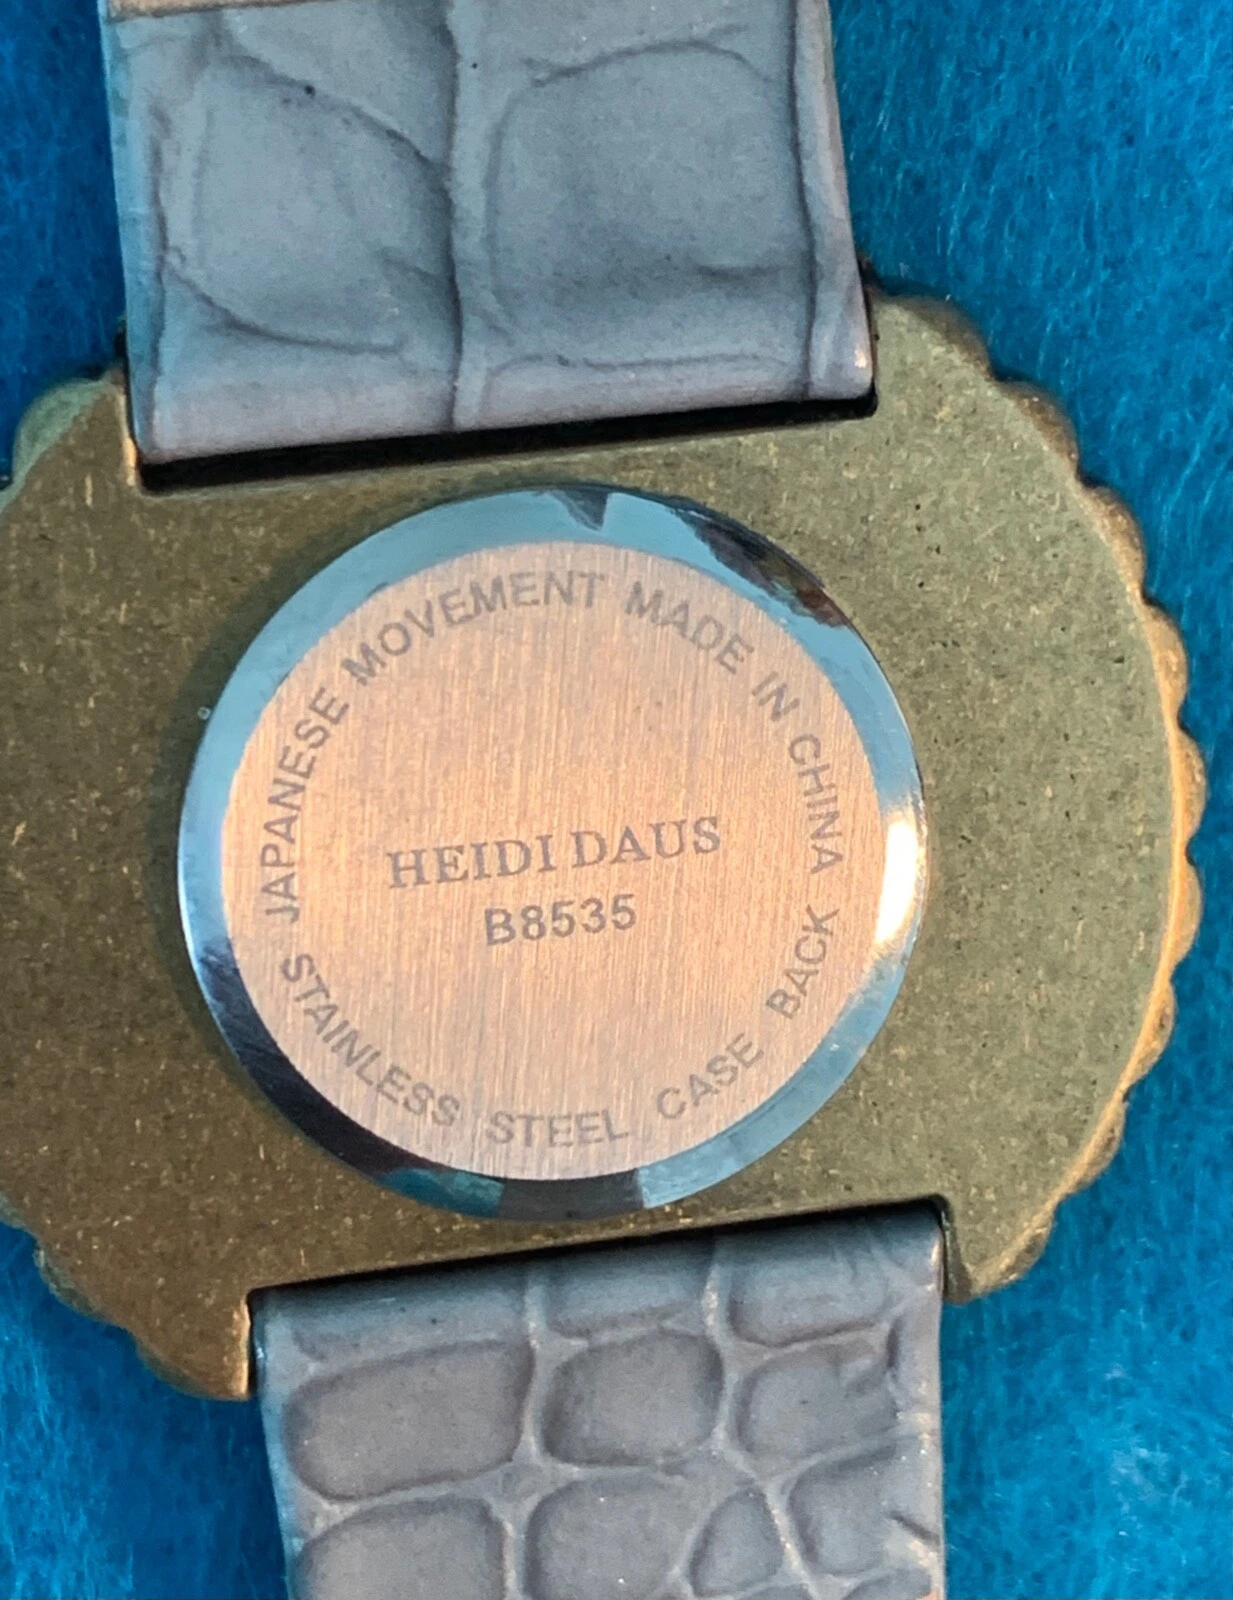 JAPANESE MOVEMENT MADE IN CHINA
HEIDI DAUS
B8535
STAINLESS STEEL CASE BACK